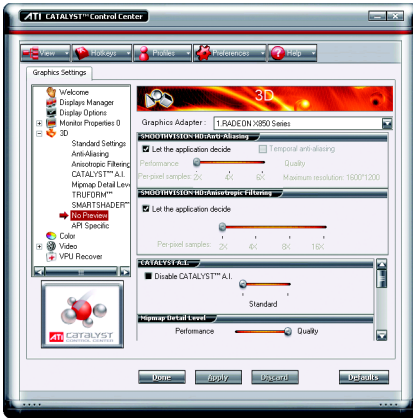 ATI CATALYST™ Control Center
View
Hotkeys
Profiles
Preferences
Help
Graphics Settings
Welcome
Displays Manager
Display Options
Monitor Properties 0
3D
Standard Settings
Anti-Aliasing
Anisotropic Filtering
CATALYST™ A.I.
Mipmap Detail Leve
TRUFORM™
SMARTSHADER™
No Preview
API Specific
Color
Video
VPU Recover
ATI CATALYST
CONTROL CENTER
3D
Graphics Adapter : 1.RADEON X850 Series
SMOOTHVISION HD:Anti-Aliasing
Let the application decide
Temporal anti-aliasing
Performance Quality
Per-pixel samples: 2X 4X 6X Maximum resolution: 1600*1200
SMOOTHVISION HD:Anisotropic Filtering
Let the application decide
Per-pixel samples: 2X 4X 8X 16X
CATALYST A.I.
Disable CATALYST™ A.I.
Standard
Mipmap Detail Level
Performance Quality
Done
Apply
Discard
Defaults